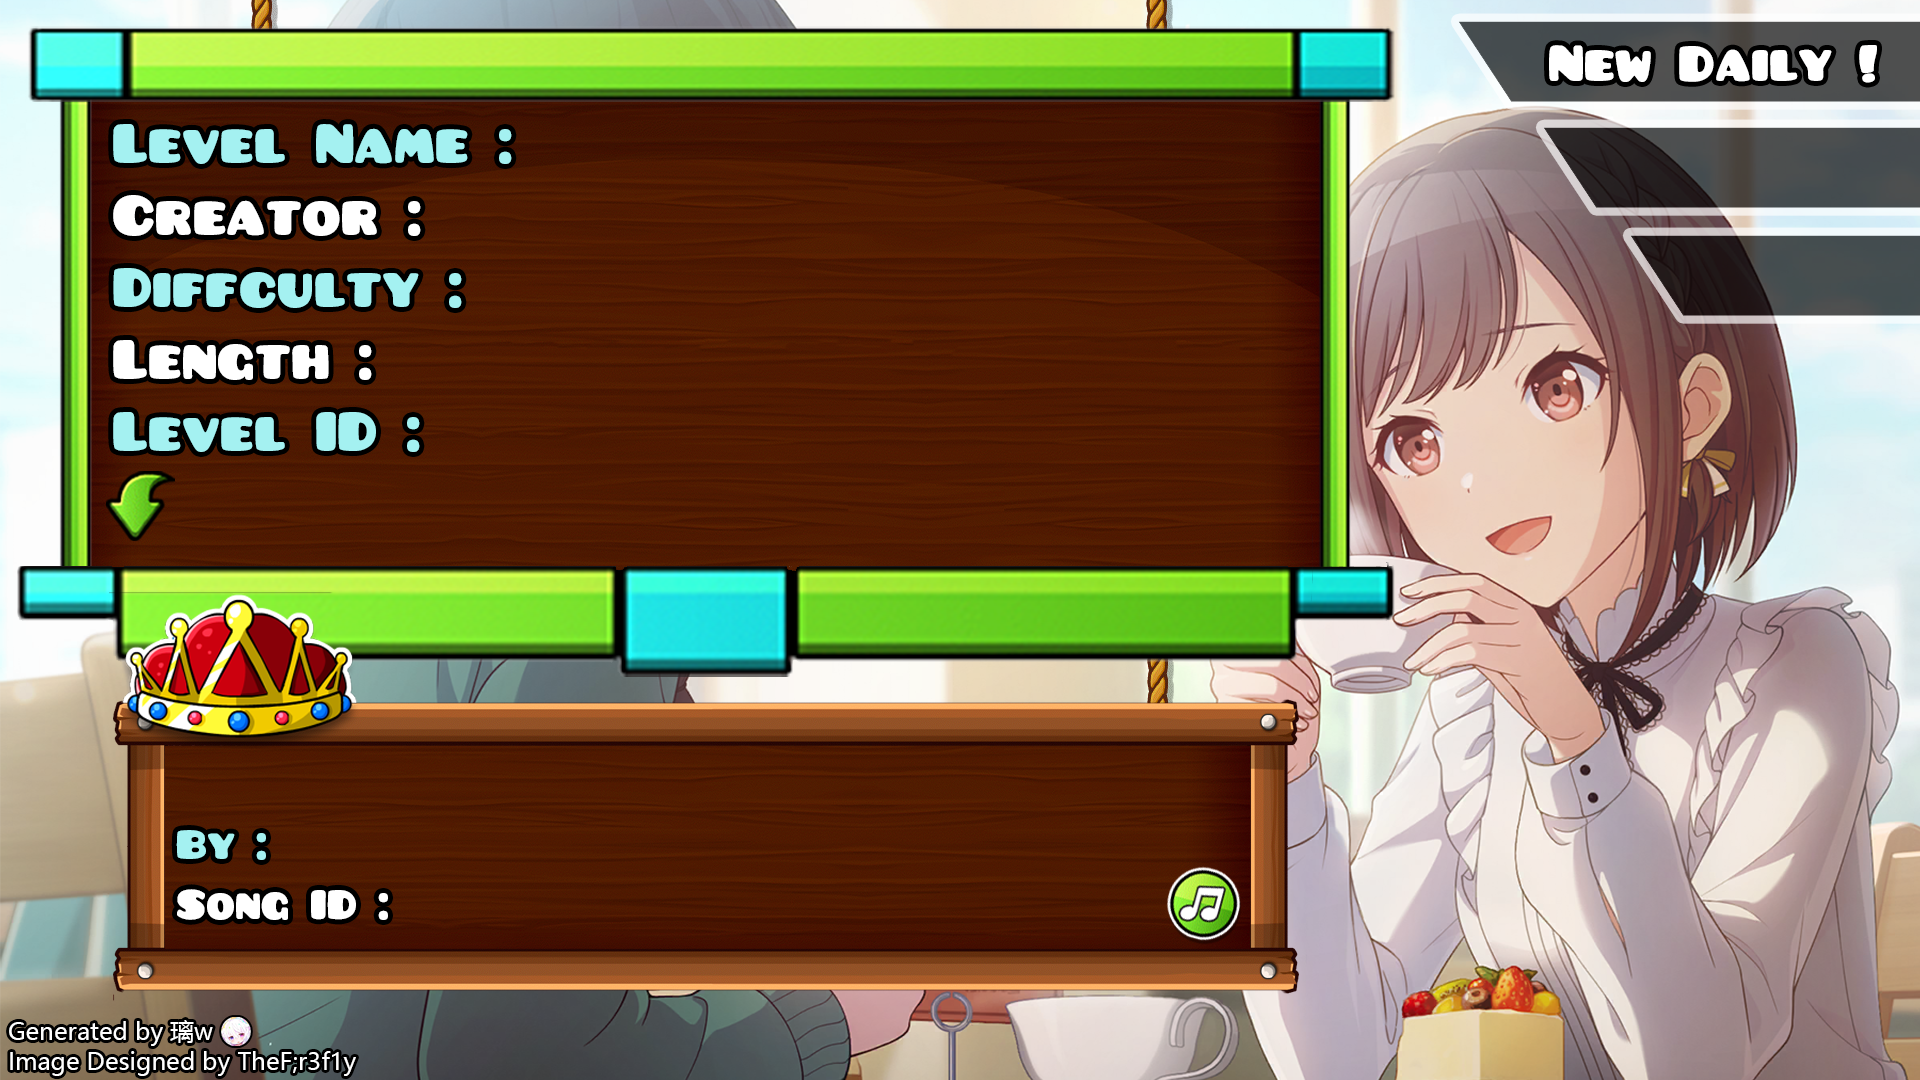 New Daily !
Level Name :
Creator :
Diffculty :
Length :
Level ID :
By :
Song ID :
Generated by 璃w
Image Designed by TheF;r3f1y